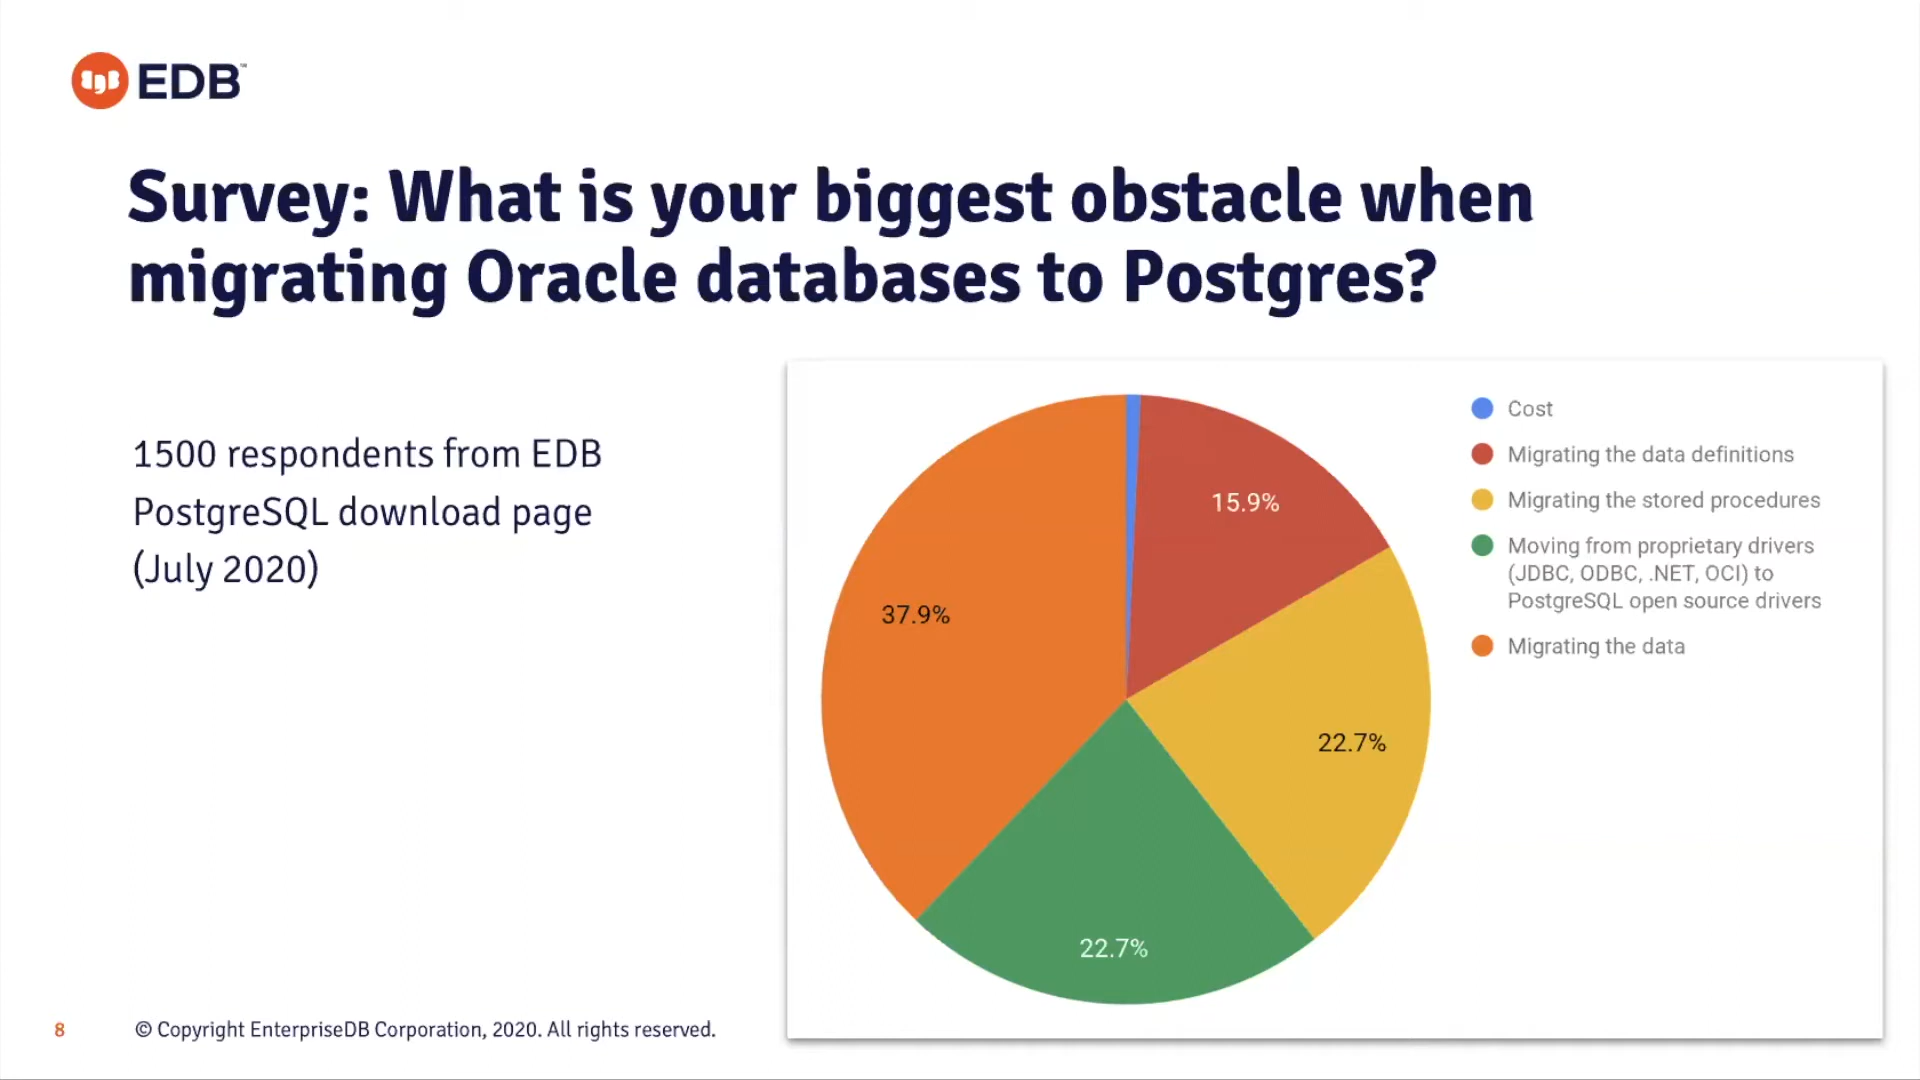 EDB™
Survey: What is your biggest obstacle when
migrating Oracle databases to Postgres?
1500 respondents from EDB
PostgreSQL download page
(July 2020)
15.9%
37.9%
22.7%
22.7%
Cost
Migrating the data definitions
Migrating the stored procedures
Moving from proprietary drivers
(JDBC, ODBC, .NET, OCI) to
PostgreSQL open source drivers
Migrating the data
8
© Copyright EnterpriseDB Corporation, 2020. All rights reserved.